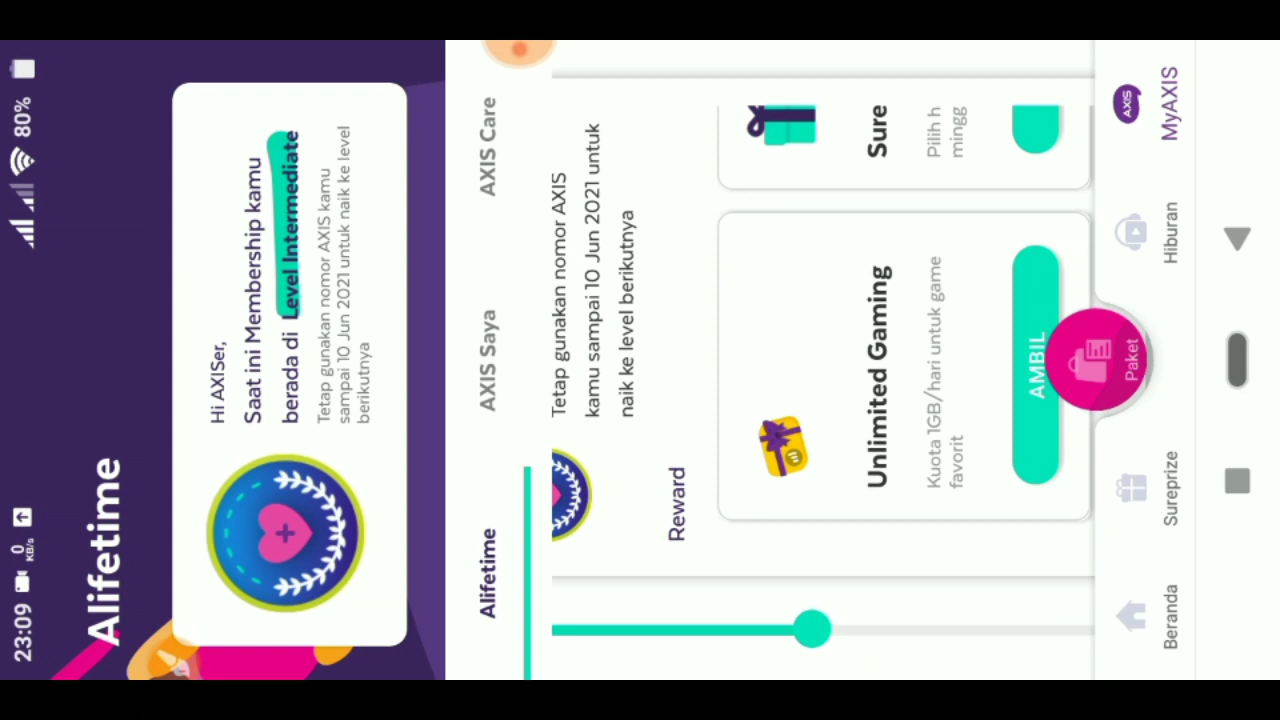 23:09
0
KB/s
80%
Alifetime
Hi AXISer,
Saat ini Membership kamu
berada di Level Intermediate
Tetap gunakan nomor AXIS kamu
sampai 10 Jun 2021 untuk naik ke level
berikutnya
Alifetime
AXIS Saya
AXIS Care
Tetap gunakan nomor AXIS
kamu sampai 10 Jun 2021 untuk
naik ke level berikutnya
Reward
Unlimited Gaming
Kuota 1GB/hari untuk game
favorit
AMBIL
Sure
Pilih h
mingg
Beranda
Sureprize
Paket
Hiburan
AXIS
MyAXIS